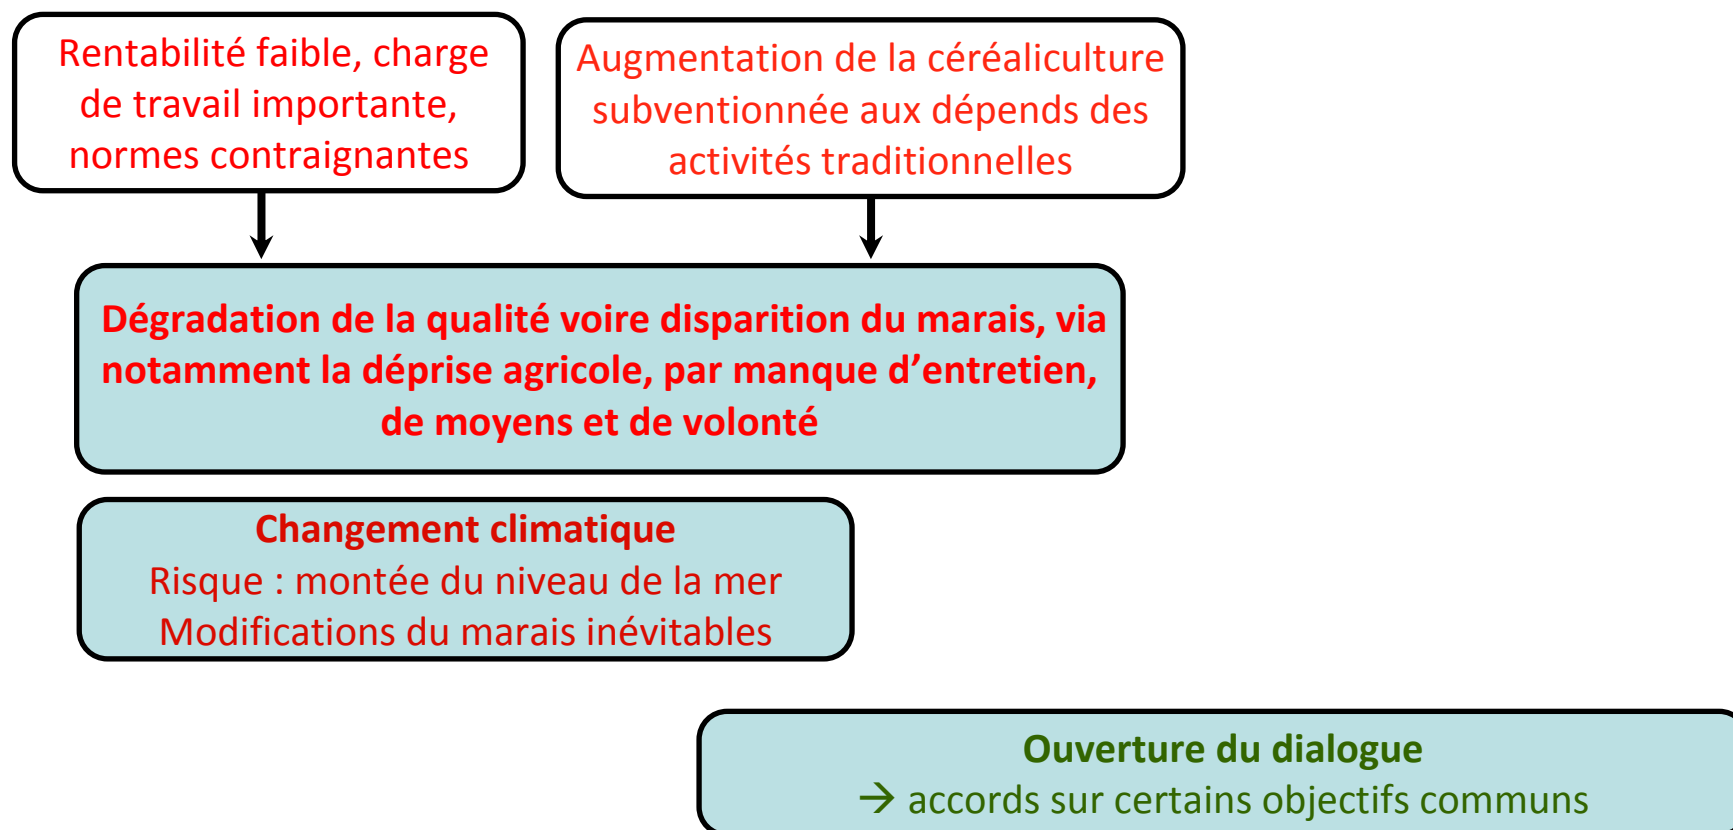 Rentabilité faible, charge
de travail importante,
normes contraignantes
Augmentation de la céréaliculture
subventionnée aux dépends des
activités traditionnelles
Dégradation de la qualité voire disparition du marais, via
notamment la déprise agricole, par manque d’entretien,
de moyens et de volonté
Changement climatique
Risque : montée du niveau de la mer
Modifications du marais inévitables
Ouverture du dialogue
→ accords sur certains objectifs communs